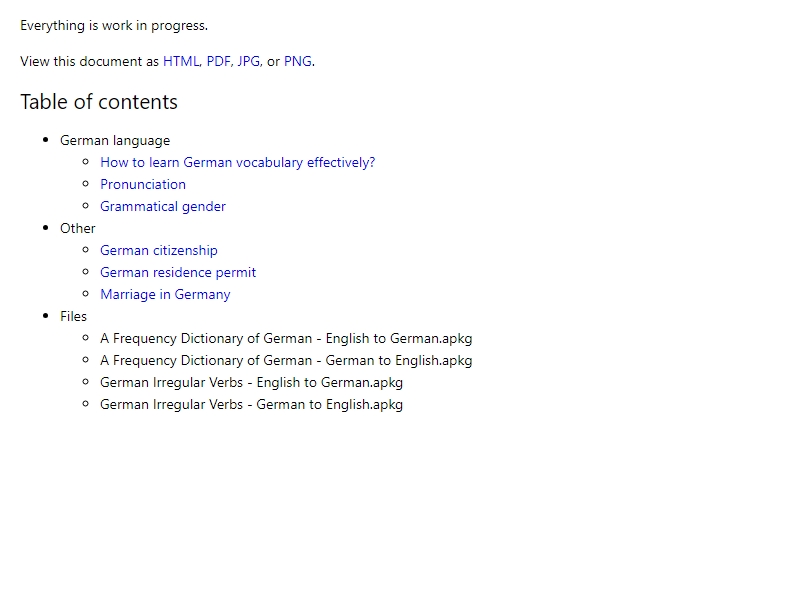 Everything is work in progress.
View this document as HTML, PDF, JPG, or PNG.
Table of contents
German language
How to learn German vocabulary effectively?
Pronunciation
Grammatical gender
Other
German citizenship
German residence permit
Marriage in Germany
Files
A Frequency Dictionary of German - English to German.apkg
A Frequency Dictionary of German - German to English.apkg
German Irregular Verbs - English to German.apkg
German Irregular Verbs - German to English.apkg